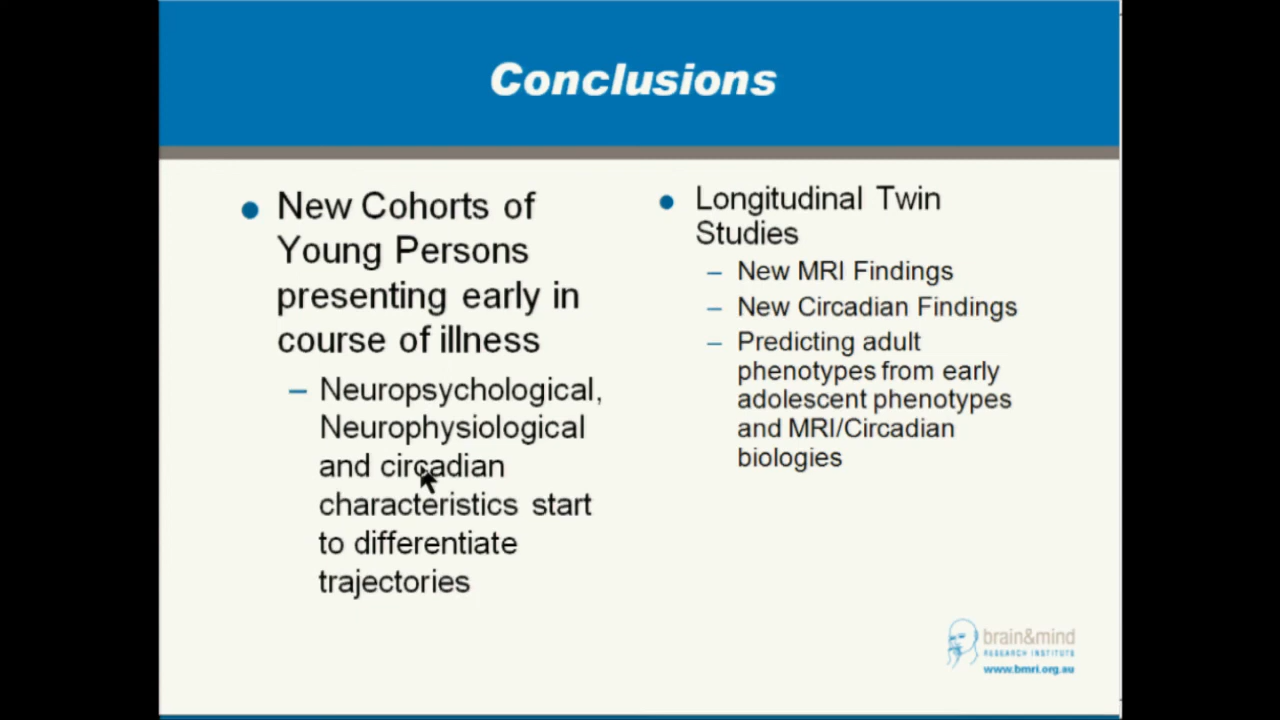 Conclusions
● New Cohorts of
Young Persons
presenting early in
course of illness
– Neuropsychological,
Neurophysiological
and circadian
characteristics start
to differentiate
trajectories
● Longitudinal Twin
Studies
– New MRI Findings
– New Circadian Findings
– Predicting adult
phenotypes from early
adolescent phenotypes
and MRI/Circadian
biologies
brain&mind
RESEARCH INSTITUTE
www.bmri.org.au